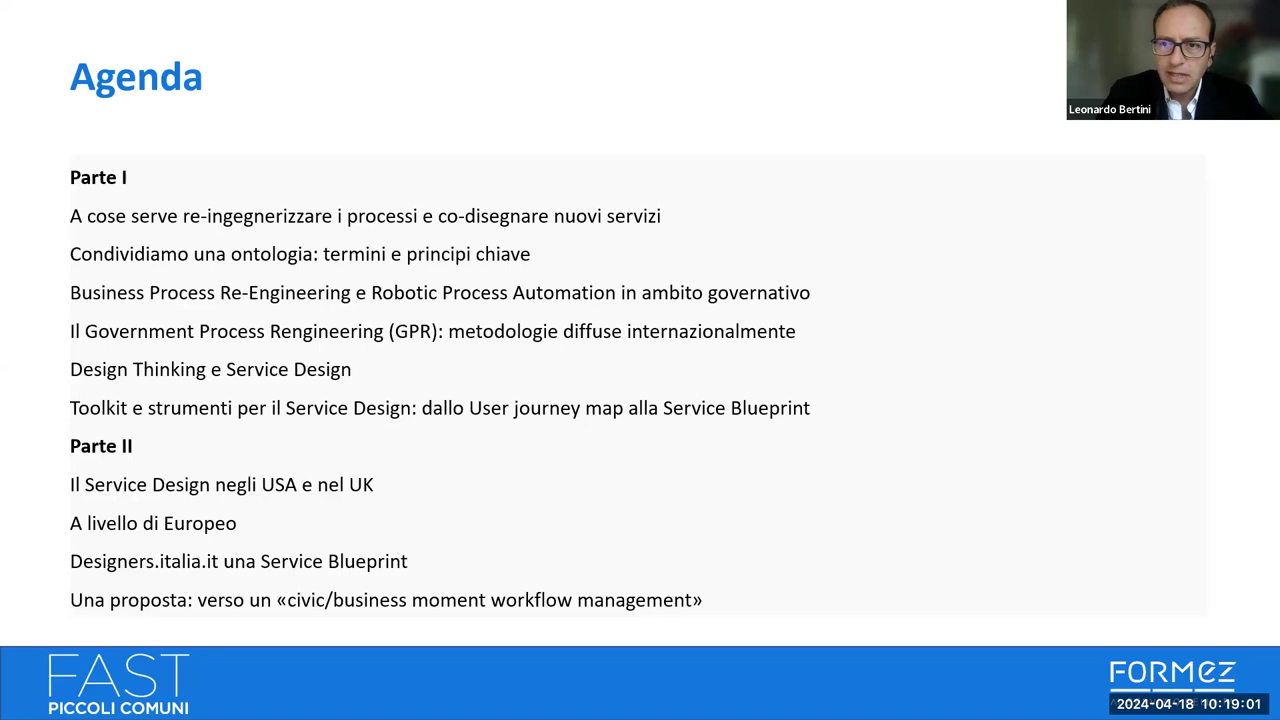 Agenda
Leonardo Bertini
Parte I
A cose serve re-ingegnerizzare i processi e co-disegnare nuovi servizi
Condividiamo una ontologia: termini e principi chiave
Business Process Re-Engineering e Robotic Process Automation in ambito governativo
Il Government Process Rengineering (GPR): metodologie diffuse internazionalmente
Design Thinking e Service Design
Toolkit e strumenti per il Service Design: dallo User journey map alla Service Blueprint
Parte II
Il Service Design negli USA e nel UK
A livello di Europeo
Designers.italia.it una Service Blueprint
Una proposta: verso un «civic/business moment workflow management»
FAST
PICCOLI COMUNI
FORMEZ
2024-04-18 10:19:01